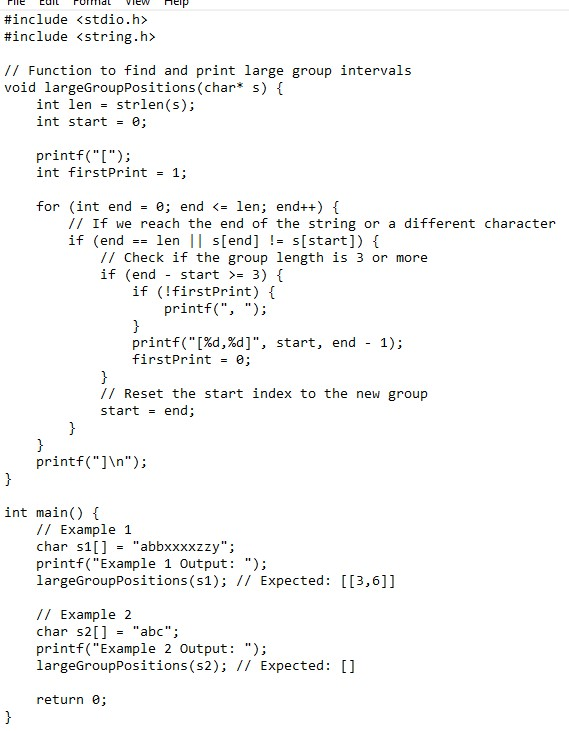 File Edit Format View Help
#include <stdio.h>
#include <string.h>

// Function to find and print large group intervals
void largeGroupPositions(char* s) {
    int len = strlen(s);
    int start = 0;

    printf("[");
    int firstPrint = 1;

    for (int end = 0; end <= len; end++) {
        // If we reach the end of the string or a different character
        if (end == len || s[end] != s[start]) {
            // Check if the group length is 3 or more
            if (end - start >= 3) {
                if (!firstPrint) {
                    printf(", ");
                }
                printf("[%d,%d]", start, end - 1);
                firstPrint = 0;
            }
            // Reset the start index to the new group
            start = end;
        }
    }
    printf("]\n");
}

int main() {
    // Example 1
    char s1[] = "abbxxxxzzy";
    printf("Example 1 Output: ");
    largeGroupPositions(s1); // Expected: [[3,6]]

    // Example 2
    char s2[] = "abc";
    printf("Example 2 Output: ");
    largeGroupPositions(s2); // Expected: []

    return 0;
}